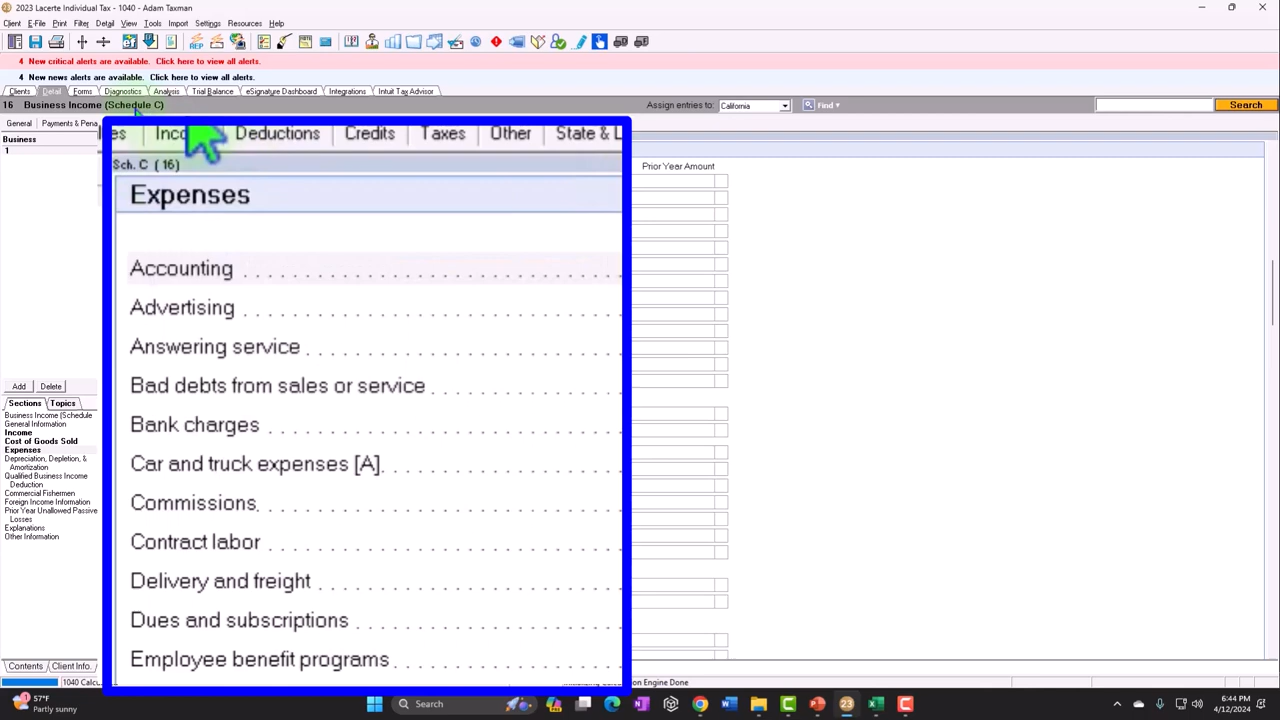 2023 Lacerte Individual Tax - 1040 - Adam Taxman
Client E-File Print Filter Detail View Tools Import Settings Resources Help
4 New critical alerts are available. Click here to view all alerts.
4 New news alerts are available. Click here to view all alerts.
Clients Detail Forms Diagnostics Analysis Trial Balance eSignature Dashboard Integrations Intuit Tax Advisor
16 Business Income (Schedule C) Assign entries to: California Find Search
General Payments & Pena
Deductions Credits Taxes Other State & L
Business
1
Sch. C (16)
Prior Year Amount
Expenses
Accounting
Advertising
Answering service
Bad debts from sales or service
Bank charges
Car and truck expenses [A]
Commissions
Contract labor
Delivery and freight
Dues and subscriptions
Employee benefit programs
Add Delete
Sections Topics
Business Income (Schedule
General Information
Income
Cost of Goods Sold
Expenses
Depreciation, Depletion, &
Amortization
Qualified Business Income
Deduction
Commercial Fishermen
Foreign Income Information
Prior Year Unallowed Passive
Losses
Explanations
Other Information
Contents Client Info.
Engine Done
57°F
Partly sunny
Search
23
6:44 PM
4/12/2024